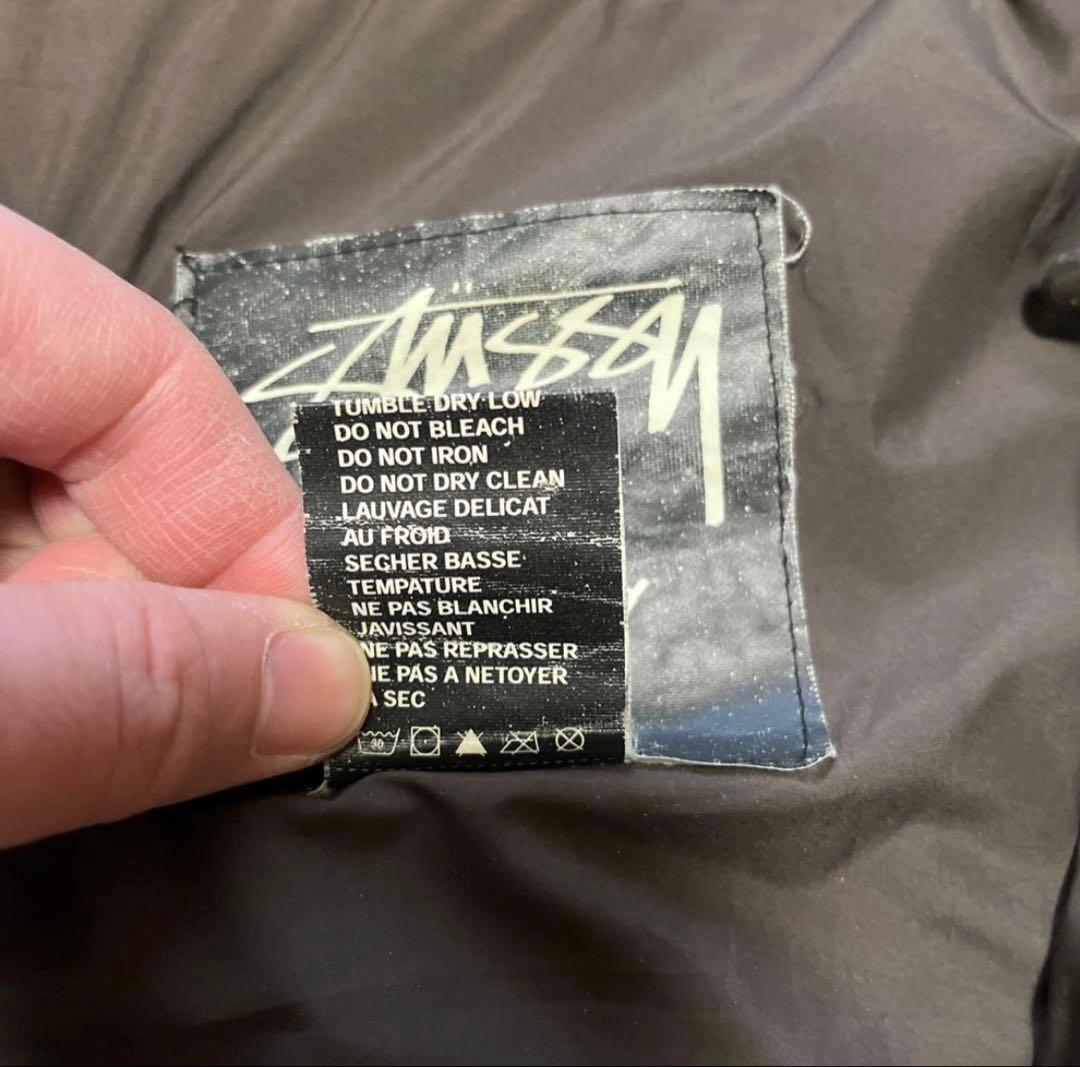 Stüssy
TUMBLE DRY LOW
DO NOT BLEACH
DO NOT IRON
DO NOT DRY CLEAN
LAUVAGE DELICAT
AU FROID
SECHER BASSE
TEMPATURE
NE PAS BLANCHIR
JAVISSANT
NE PAS REPRASSER
NE PAS A NETOYER
A SEC
30